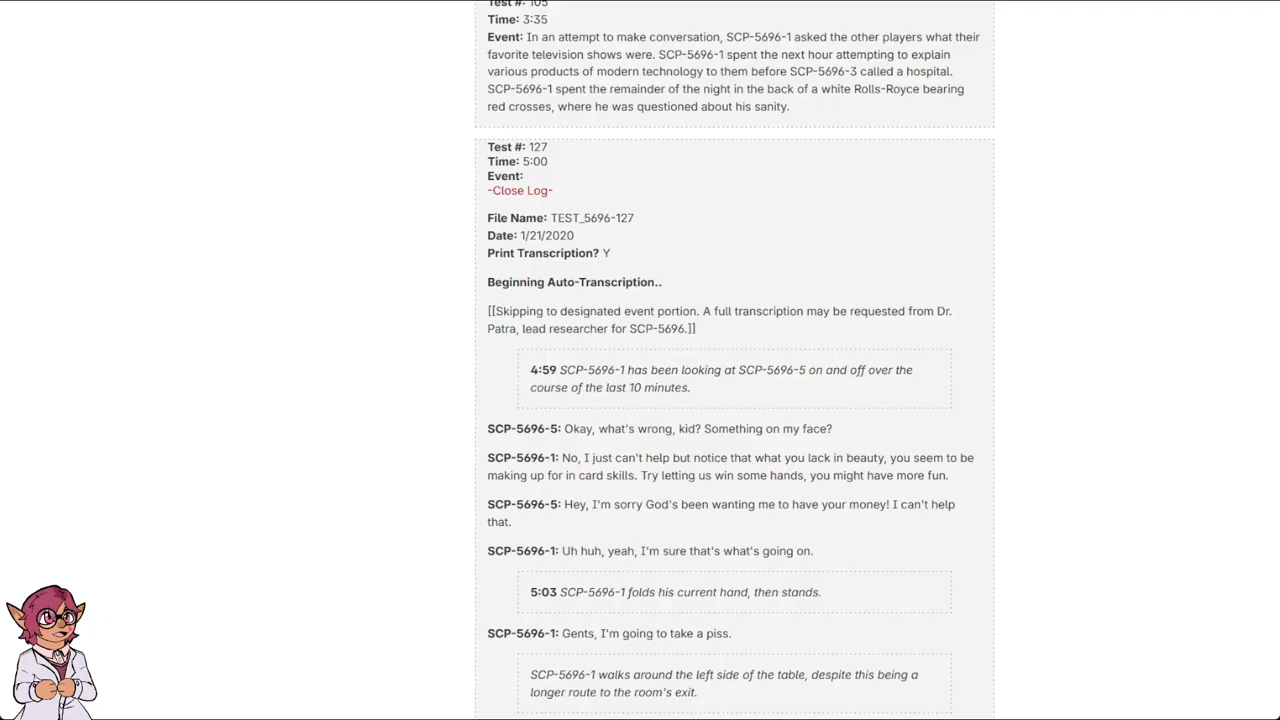 Test #: 105
Time: 3:35
Event: In an attempt to make conversation, SCP-5696-1 asked the other players what their
favorite television shows were. SCP-5696-1 spent the next hour attempting to explain
various products of modern technology to them before SCP-5696-3 called a hospital.
SCP-5696-1 spent the remainder of the night in the back of a white Rolls-Royce bearing
red crosses, where he was questioned about his sanity.
Test #: 127
Time: 5:00
Event:
-Close Log-
File Name: TEST_5696-127
Date: 1/21/2020
Print Transcription? Y
Beginning Auto-Transcription..
[[Skipping to designated event portion. A full transcription may be requested from Dr.
Patra, lead researcher for SCP-5696.]]
4:59 SCP-5696-1 has been looking at SCP-5696-5 on and off over the
course of the last 10 minutes.
SCP-5696-5: Okay, what's wrong, kid? Something on my face?
SCP-5696-1: No, I just can't help but notice that what you lack in beauty, you seem to be
making up for in card skills. Try letting us win some hands, you might have more fun.
SCP-5696-5: Hey, I'm sorry God's been wanting me to have your money! I can't help
that.
SCP-5696-1: Uh huh, yeah, I'm sure that's what's going on.
5:03 SCP-5696-1 folds his current hand, then stands.
SCP-5696-1: Gents, I'm going to take a piss.
SCP-5696-1 walks around the left side of the table, despite this being a
longer route to the room's exit.